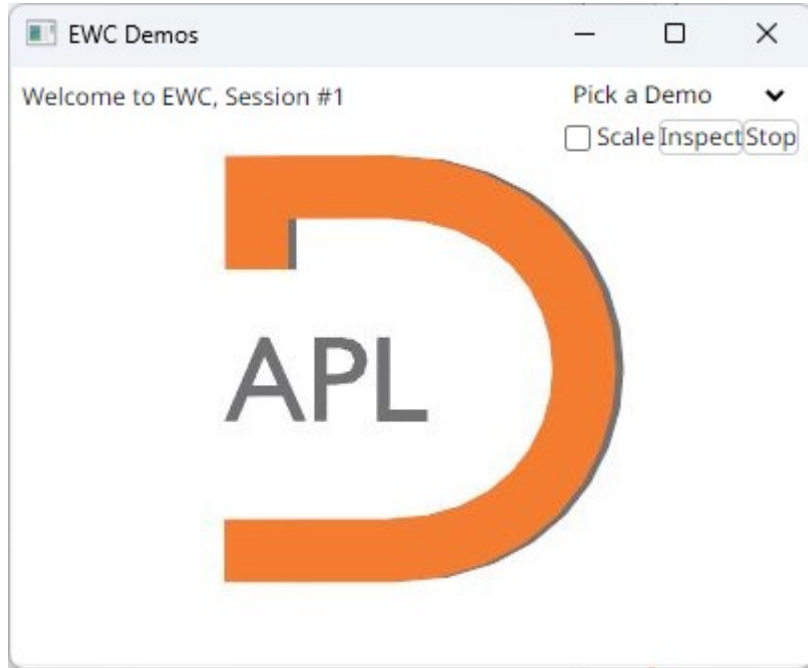 EWC Demos
Welcome to EWC, Session #1
Pick a Demo
Scale Inspect Stop
APL